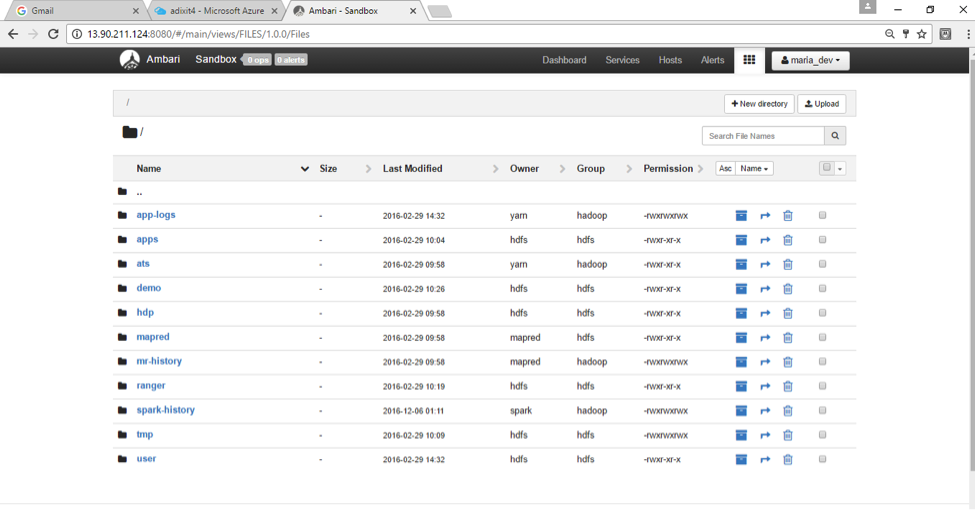 Gmail
adixit4 - Microsoft Azure
Ambari - Sandbox
13.90.211.124:8080/#/main/views/FILES/1.0.0/Files
Ambari Sandbox 0 ops 0 alerts Dashboard Services Hosts Alerts maria_dev
/ New directory Upload
/ Search File Names
Name Size Last Modified Owner Group Permission Asc Name
..
app-logs - 2016-02-29 14:32 yarn hadoop -rwxrwxrwx
apps - 2016-02-29 10:04 hdfs hdfs -rwxr-xr-x
ats - 2016-02-29 09:58 yarn hadoop -rwxr-xr-x
demo - 2016-02-29 10:26 hdfs hdfs -rwxr-xr-x
hdp - 2016-02-29 09:58 hdfs hdfs -rwxr-xr-x
mapred - 2016-02-29 09:58 mapred hdfs -rwxr-xr-x
mr-history - 2016-02-29 09:58 mapred hadoop -rwxrwxrwx
ranger - 2016-02-29 10:19 hdfs hdfs -rwxr-xr-x
spark-history - 2016-12-06 01:11 spark hadoop -rwxrwxrwx
tmp - 2016-02-29 10:09 hdfs hdfs -rwxrwxrwx
user - 2016-02-29 14:32 hdfs hdfs -rwxr-xr-x